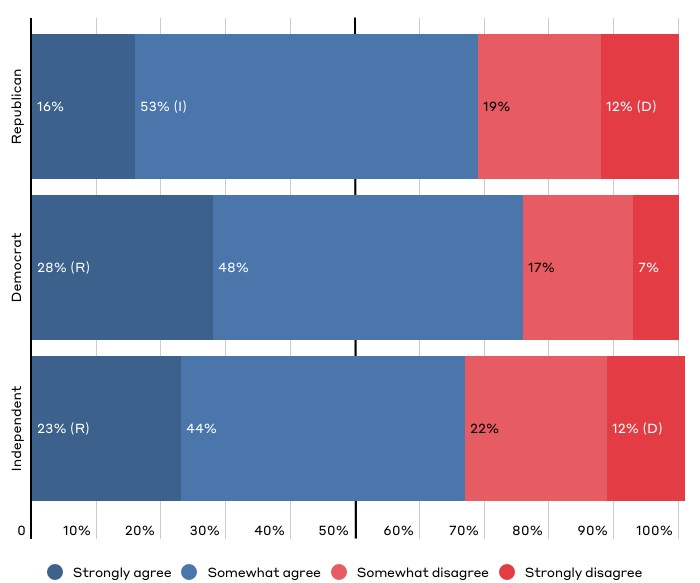 Republican
16% 53% (I) 19% 12% (D)
Democrat
28% (R) 48% 17% 7%
Independent
23% (R) 44% 22% 12% (D)
0 10% 20% 30% 40% 50% 60% 70% 80% 90% 100%
Strongly agree Somewhat agree Somewhat disagree Strongly disagree